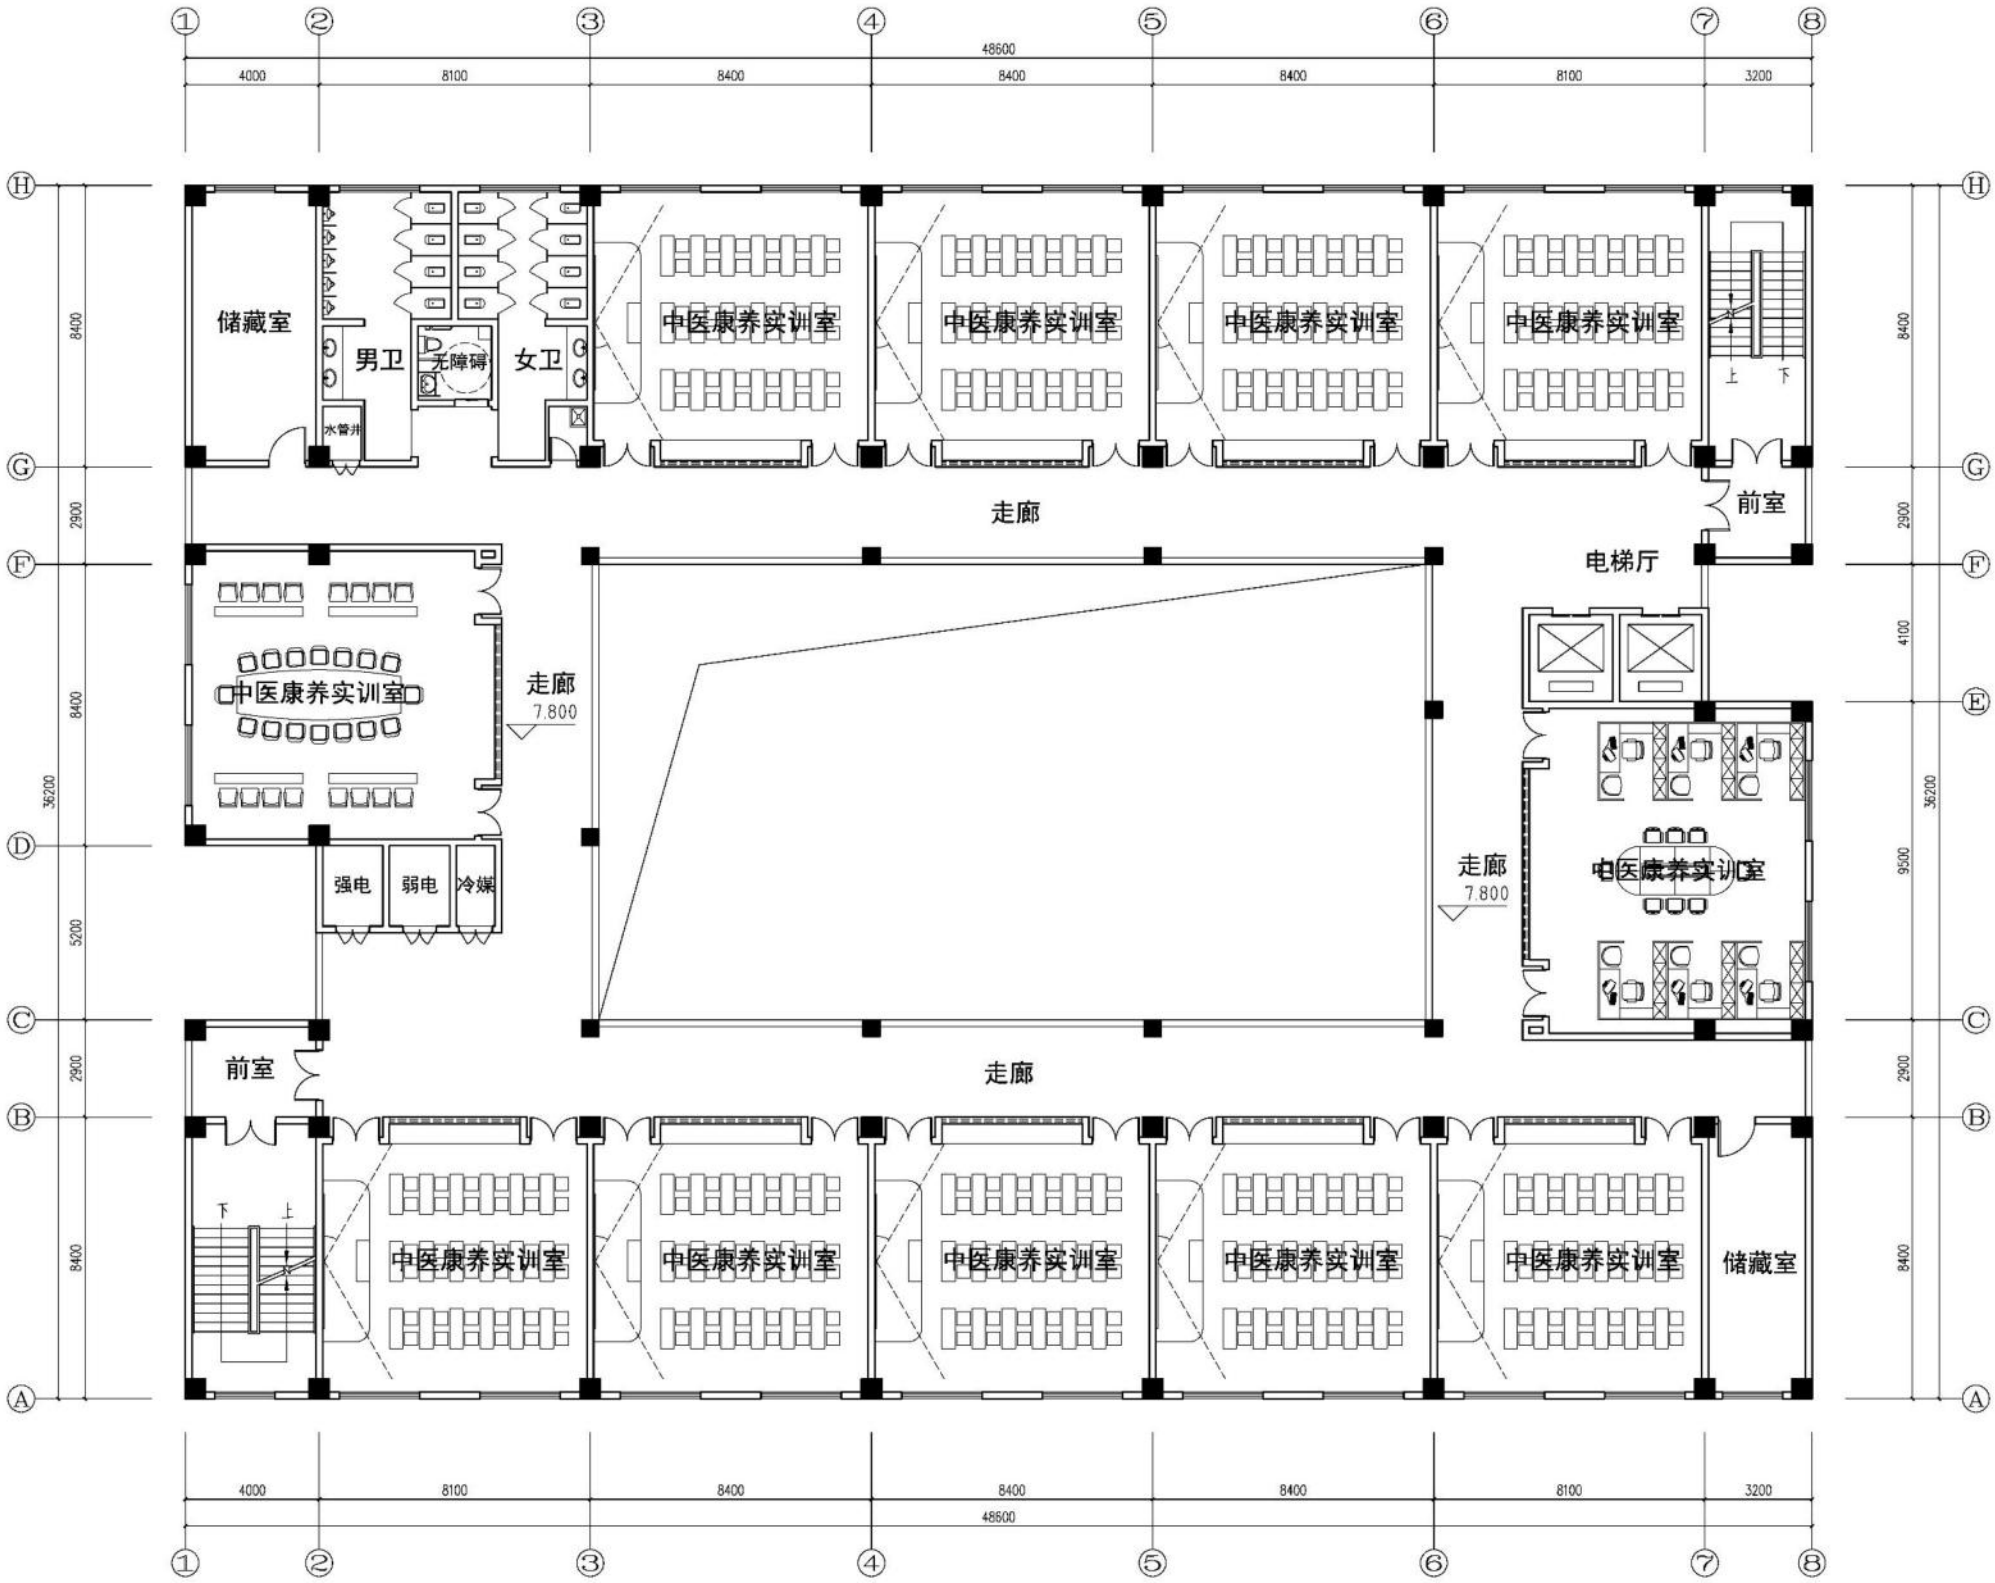 ① ② ③ ④ ⑤ ⑥ ⑦ ⑧
48600
4000 8100 8400 8400 8400 8100 3200
H H
储藏室 中医康养实训室 中医康养实训室 中医康养实训室 中医康养实训室
8400 8400
男卫 无障碍 女卫
上 下
水管井
G G
2900 走廊 前室 2900
F 电梯厅 F
4100
8400 中医康养实训室 走廊
7.800
E
36200 36200
D
强电 弱电 冷媒 走廊 中医康养实训室 9500
7.800
5200
C C
2900 前室 走廊 2900
B B
下 上
8400 中医康养实训室 中医康养实训室 中医康养实训室 中医康养实训室 中医康养实训室 储藏室 8400
A A
4000 8100 8400 8400 8400 8100 3200
48600
① ② ③ ④ ⑤ ⑥ ⑦ ⑧